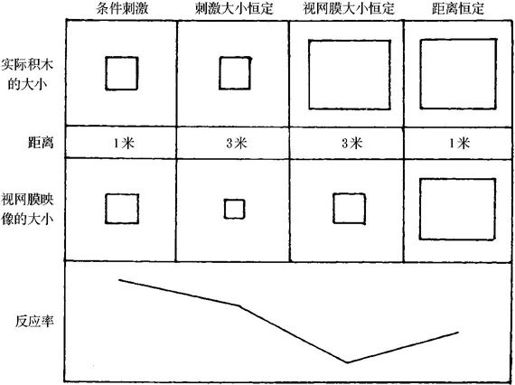 条件刺激 刺激大小恒定 视网膜大小恒定 距离恒定
实际积木
的大小
距离 1米 3米 3米 1米
视网膜映
像的大小
反应率